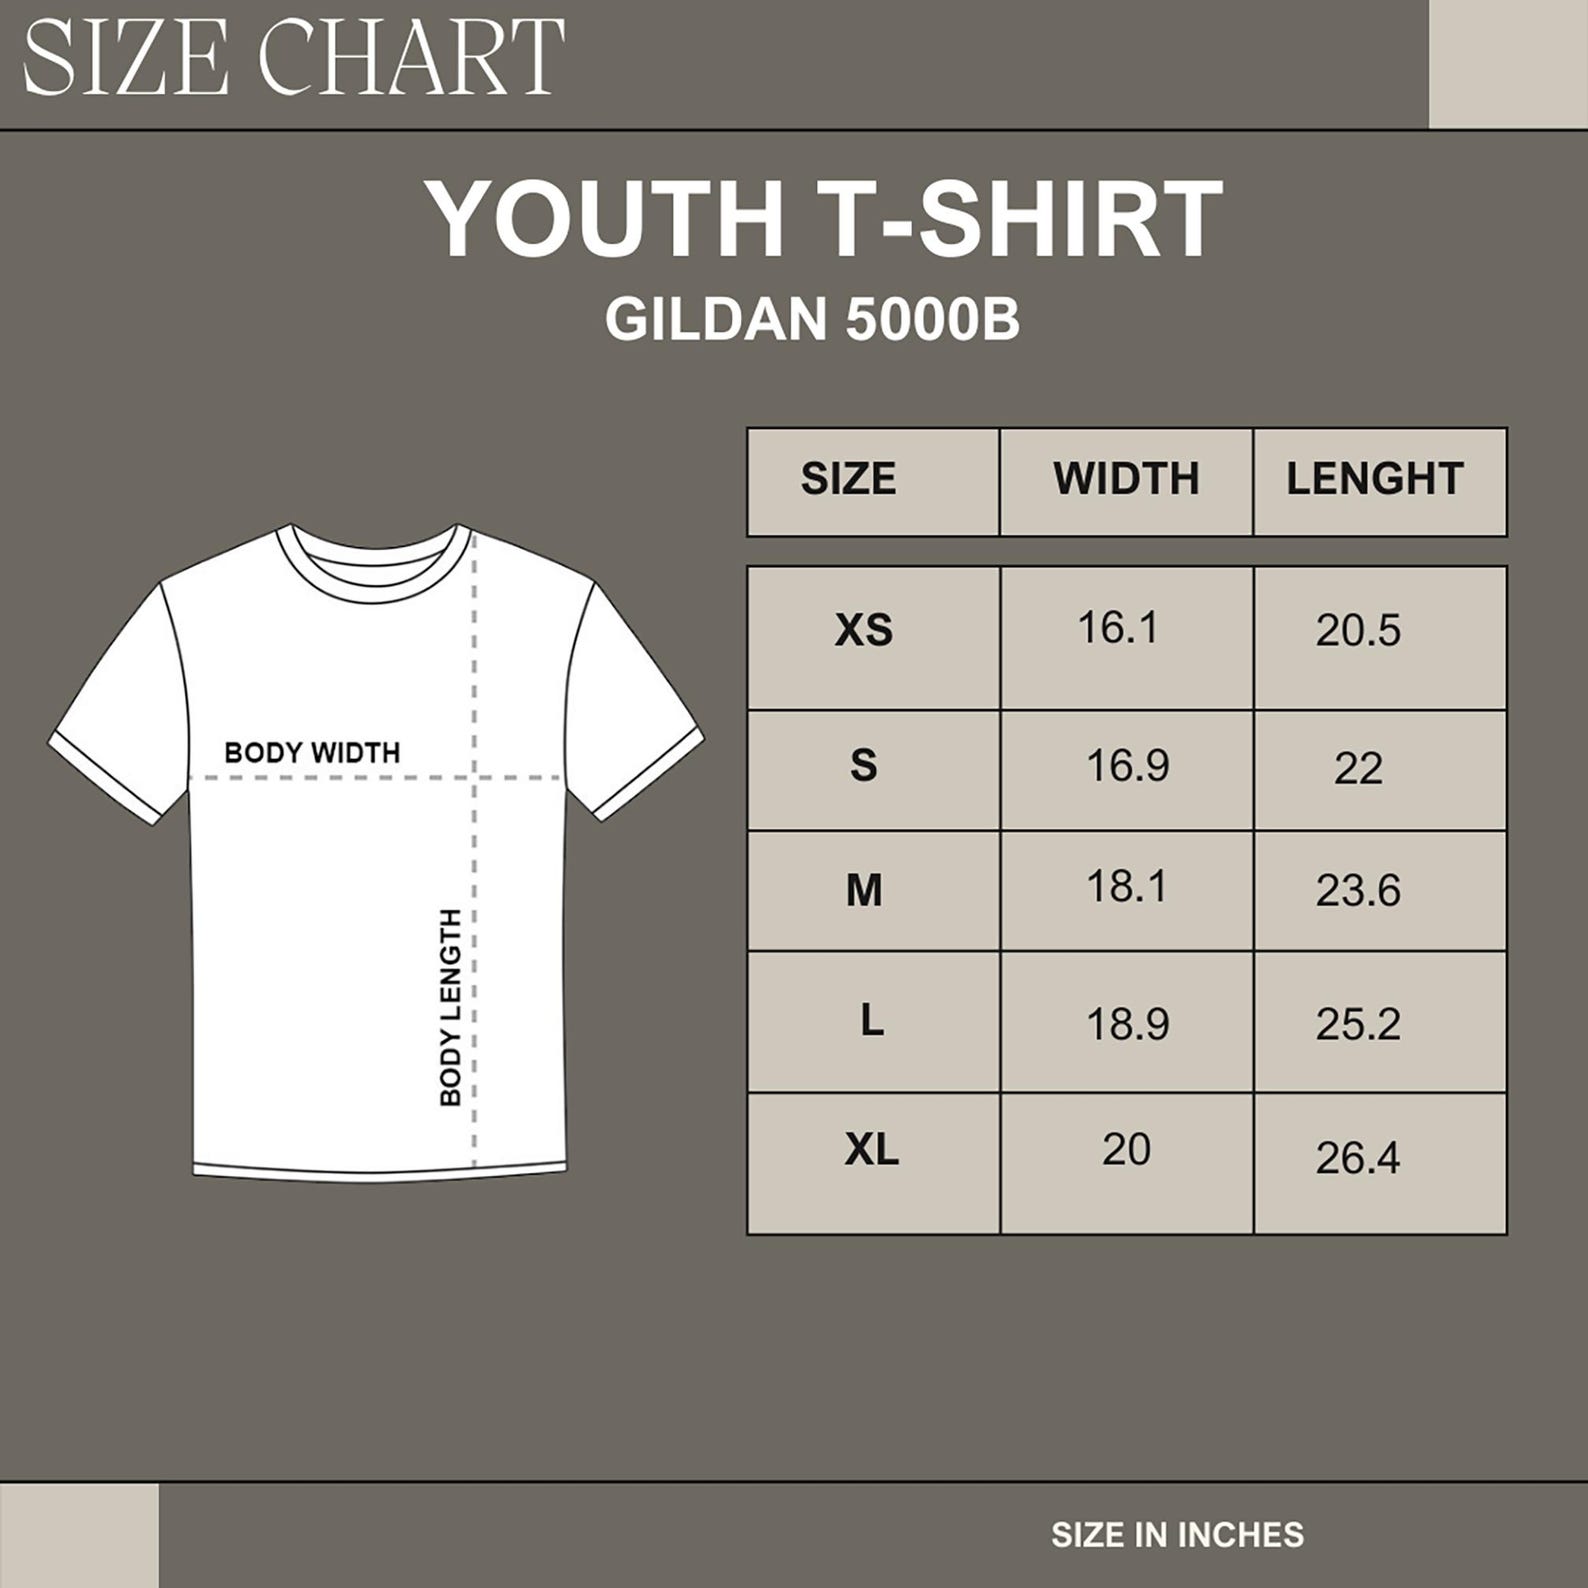 SIZE CHART
YOUTH T-SHIRT
GILDAN 5000B
BODY WIDTH
BODY LENGTH
SIZE WIDTH LENGHT
XS 16.1 20.5
S 16.9 22
M 18.1 23.6
L 18.9 25.2
XL 20 26.4
SIZE IN INCHES